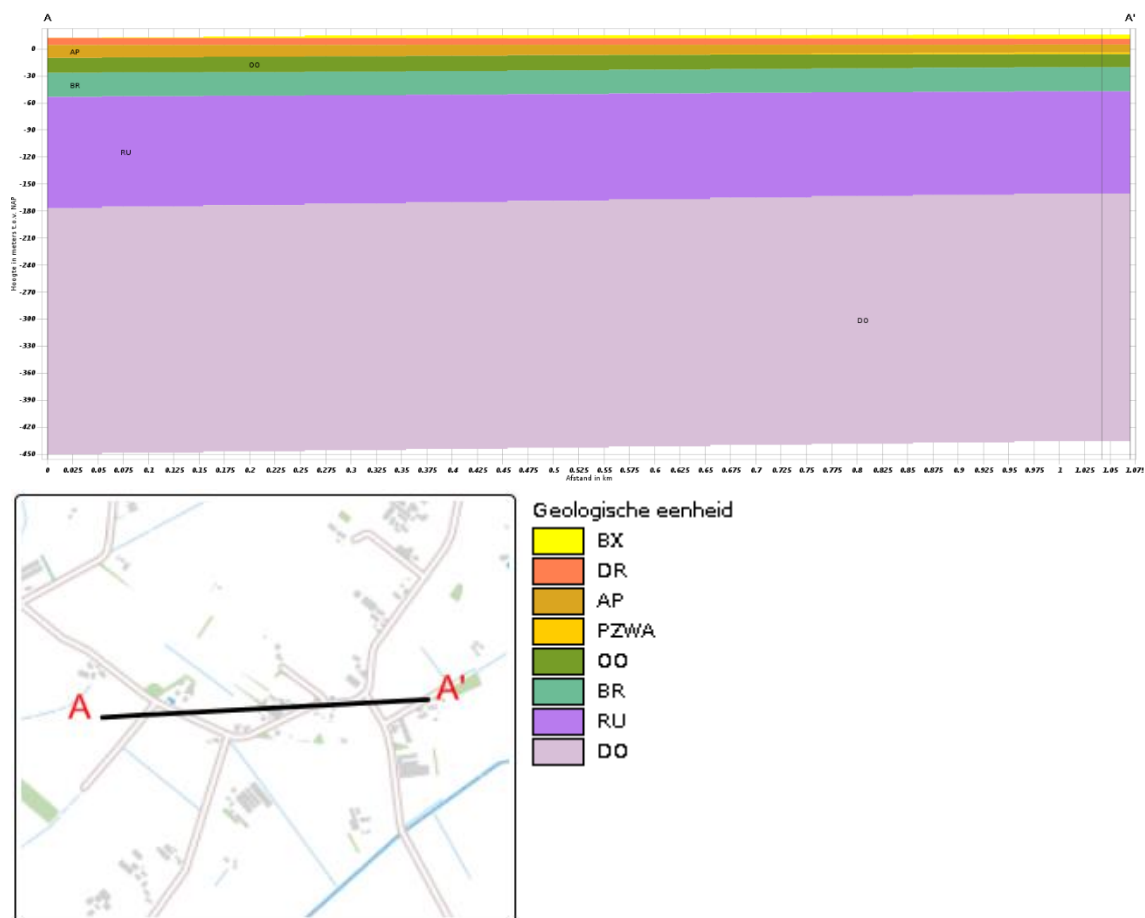 A A'
0
-30
-60
-90
-120
-150
-180
-210
-240
-270
-300
-330
-360
-390
-420
-450
Hoogte in meters t.o.v. NAP
AP
OO
BR
RU
DO
0 0.025 0.05 0.075 0.1 0.125 0.15 0.175 0.2 0.225 0.25 0.275 0.3 0.325 0.35 0.375 0.4 0.425 0.45 0.475 0.5 0.525 0.55 0.575 0.6 0.625 0.65 0.675 0.7 0.725 0.75 0.775 0.8 0.825 0.85 0.875 0.9 0.925 0.95 0.975 1 1.025 1.05 1.075
Afstand in km
A A'
Geologische eenheid
BX
DR
AP
PZWA
OO
BR
RU
DO